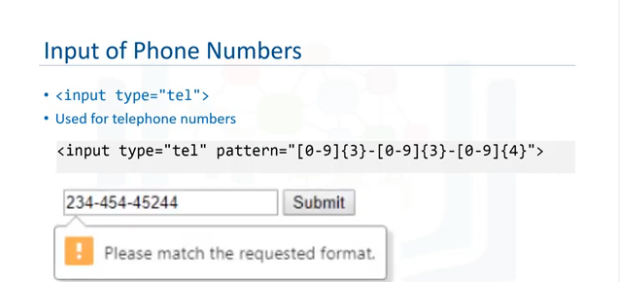 Input of Phone Numbers
• <input type="tel">
• Used for telephone numbers
<input type="tel" pattern="[0-9]{3}-[0-9]{3}-[0-9]{4}">
234-454-45244 Submit
! Please match the requested format.